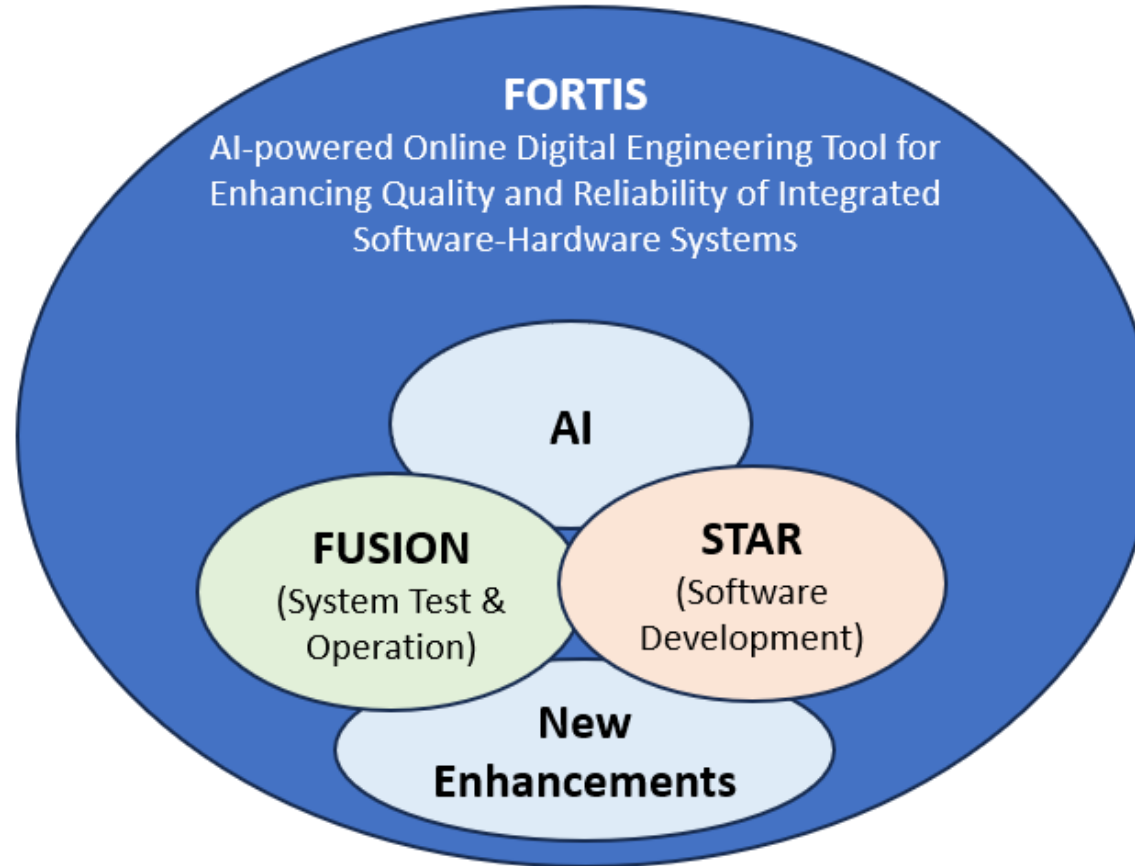 FORTIS
AI-powered Online Digital Engineering Tool for
Enhancing Quality and Reliability of Integrated
Software-Hardware Systems
AI
FUSION
(System Test &
Operation)
STAR
(Software
Development)
New
Enhancements